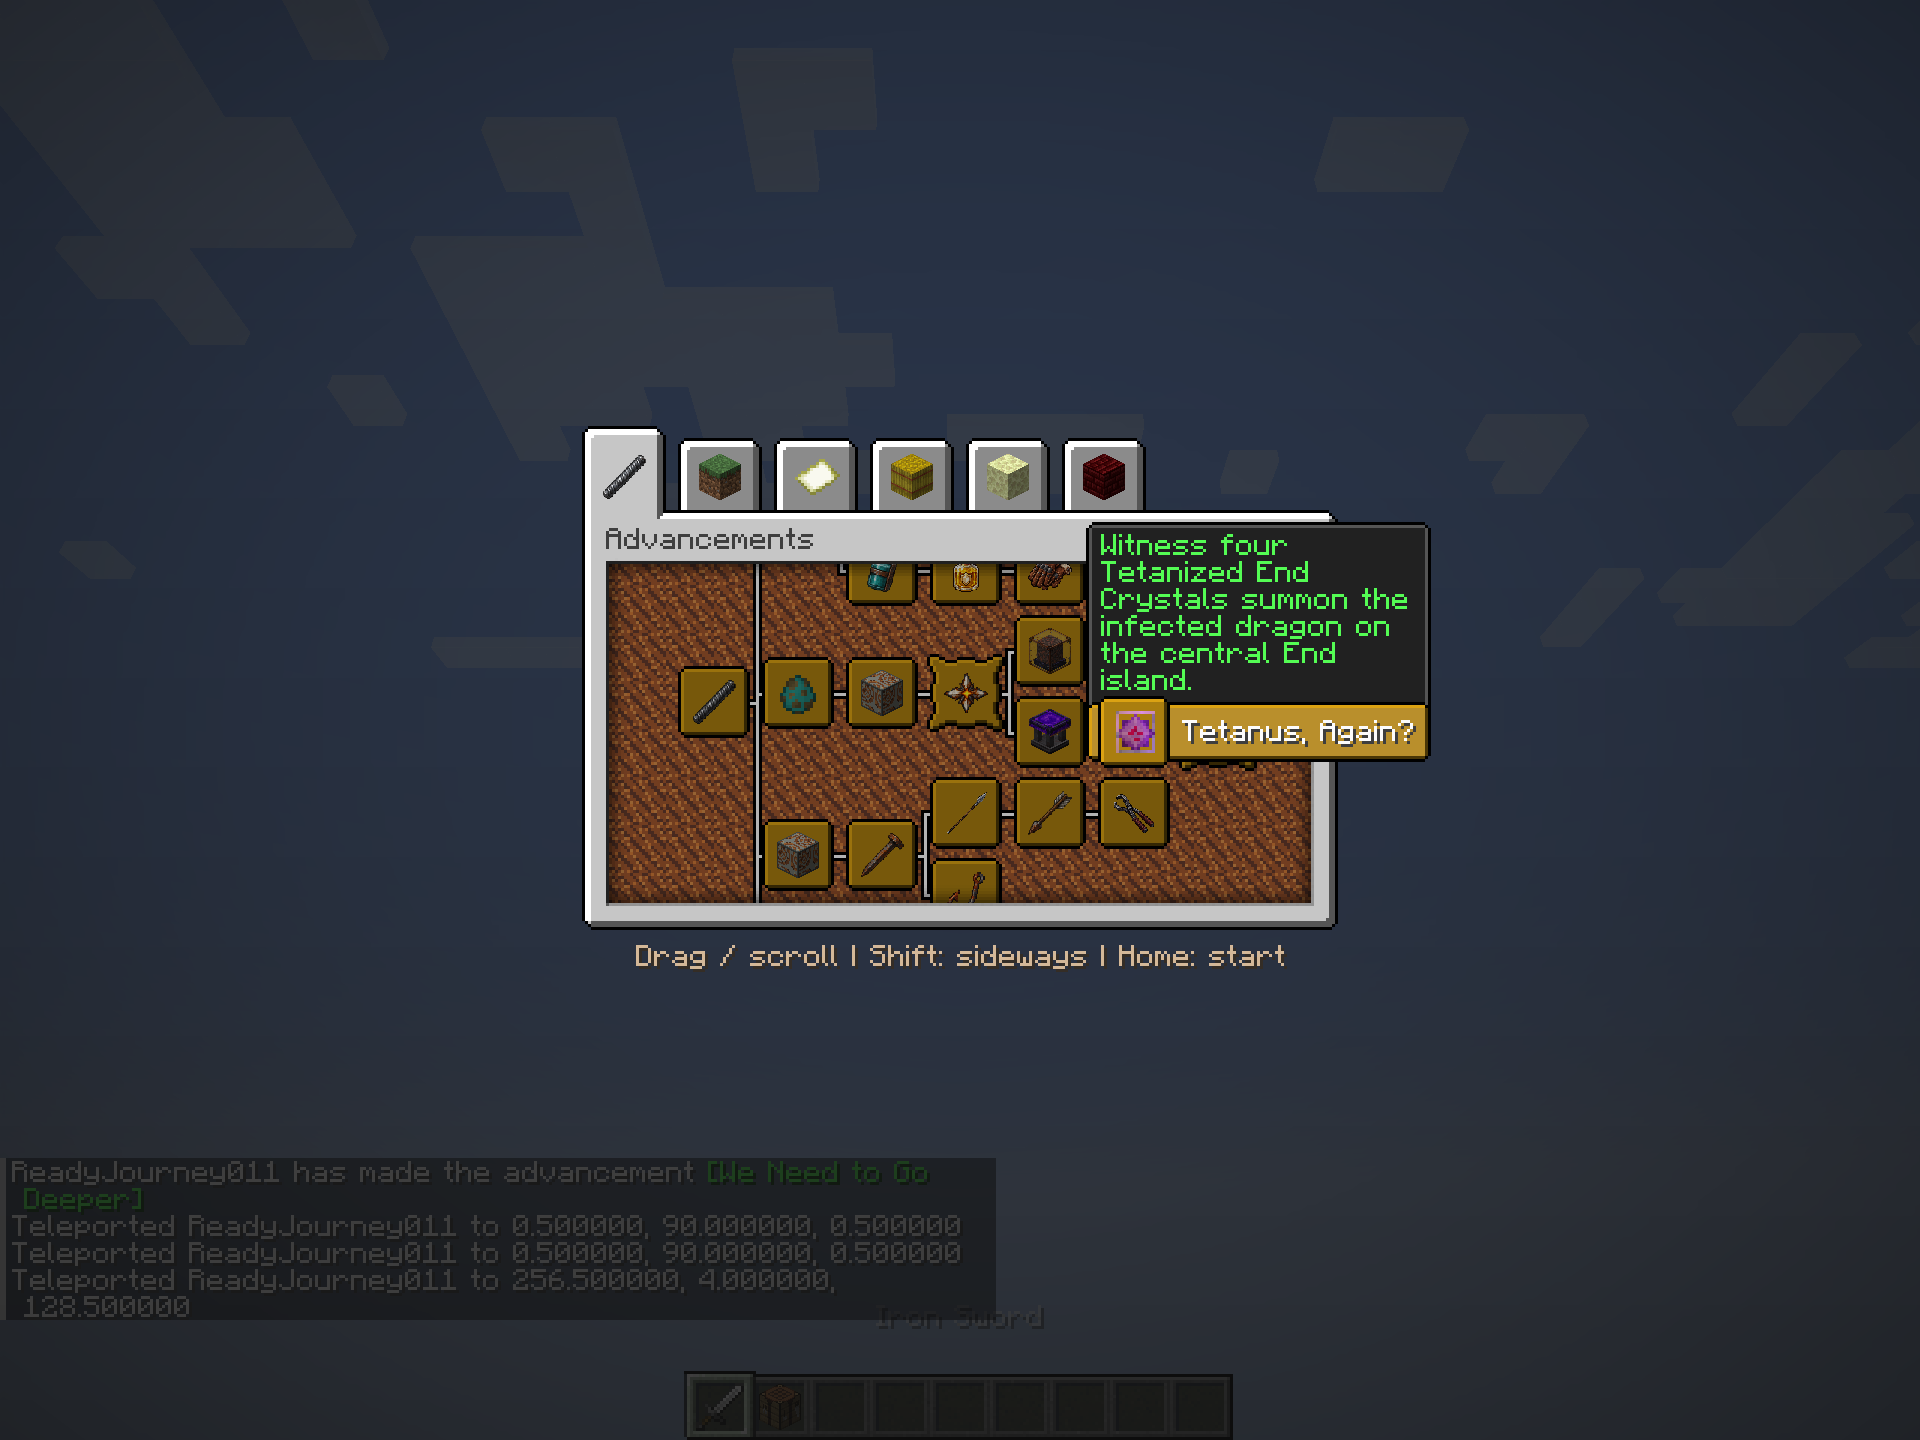 Advancements
Witness four
Tetanized End
Crystals summon the
infected dragon on
the central End
island.
Tetanus, Again?
Drag / scroll | Shift: sideways | Home: start
ReadyJourney011 has made the advancement [We Need to Go
Deeper]
Teleported ReadyJourney011 to 0.500000, 90.000000, 0.500000
Teleported ReadyJourney011 to 0.500000, 90.000000, 0.500000
Teleported ReadyJourney011 to 256.500000, 4.000000,
128.500000
Iron Sword